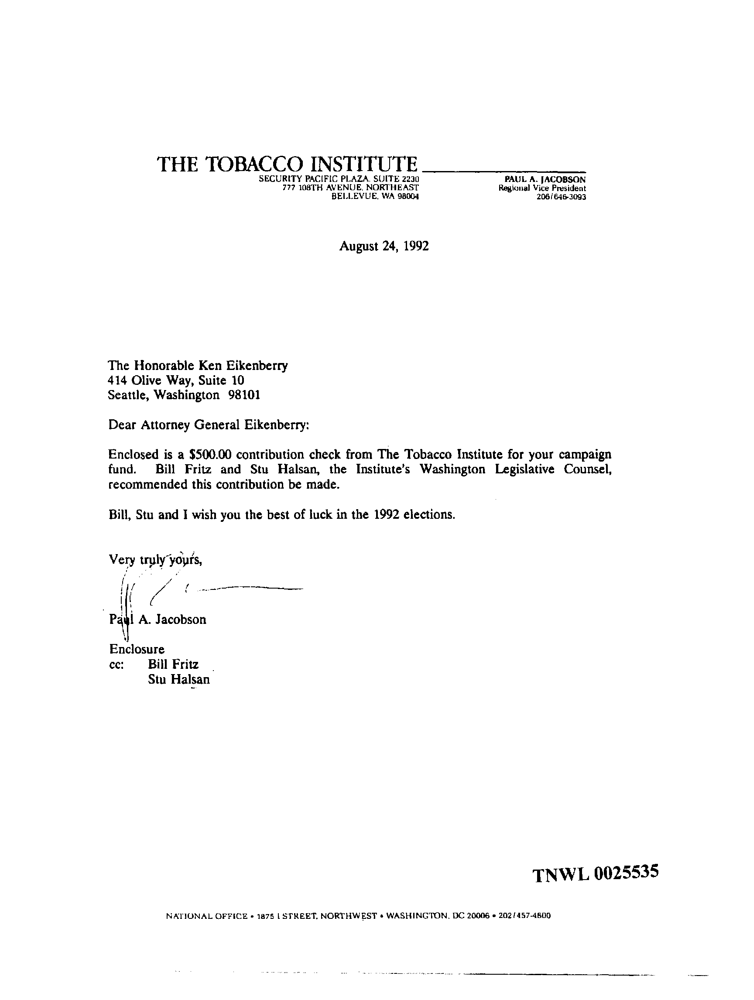 THE TOBACCO INSTITUTE
SECURITY PACIFIC PLAZA, SUITE 2230
777 108TH AVENUE, NORTHEAST
BELLEVUE, WA 98004
PAUL A. JACOBSON
Regional Vice President
206/646-3093
August 24, 1992
The Honorable Ken Eikenberry
414 Olive Way, Suite 10
Seattle, Washington 98101
Dear Attorney General Eikenberry:
Enclosed is a $500.00 contribution check from The Tobacco Institute for your campaign
fund. Bill Fritz and Stu Halsan, the Institute's Washington Legislative Counsel,
recommended this contribution be made.
Bill, Stu and I wish you the best of luck in the 1992 elections.
Very truly yours,
Paul A. Jacobson
Enclosure
cc: Bill Fritz
Stu Halsan
TNWL 0025535
NATIONAL OFFICE • 1875 I STREET, NORTHWEST • WASHINGTON, DC 20006 • 202/457-4800